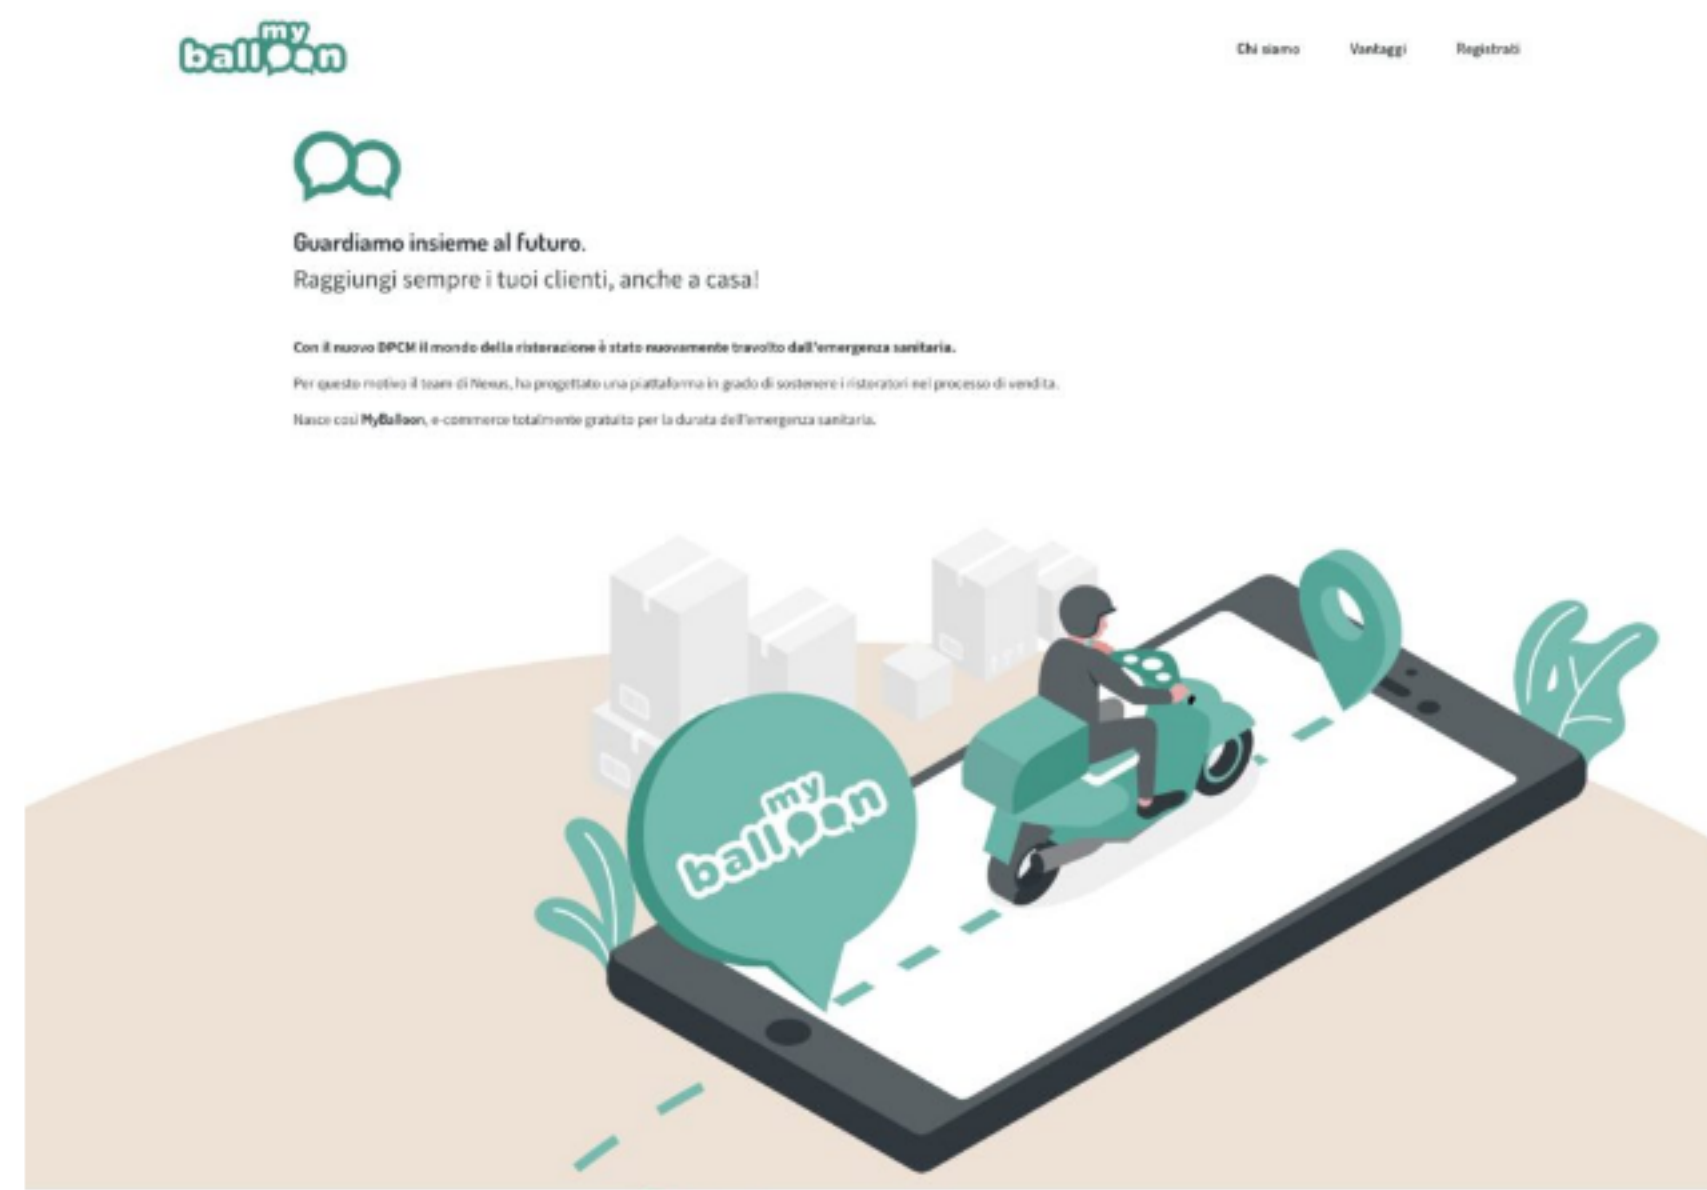 my
balloon
Chi siamo
Vantaggi
Registrati
Guardiamo insieme al futuro.
Raggiungi sempre i tuoi clienti, anche a casa!
Con il nuovo DPCM il mondo della ristorazione è stato nuovamente travolto dall'emergenza sanitaria.
Per questo motivo il team di Nexus, ha progettato una piattaforma in grado di sostenere i ristoratori nel processo di vendita.
Nasce così MyBalloon, e-commerce totalmente gratuito per la durata dell'emergenza sanitaria.
my
balloon